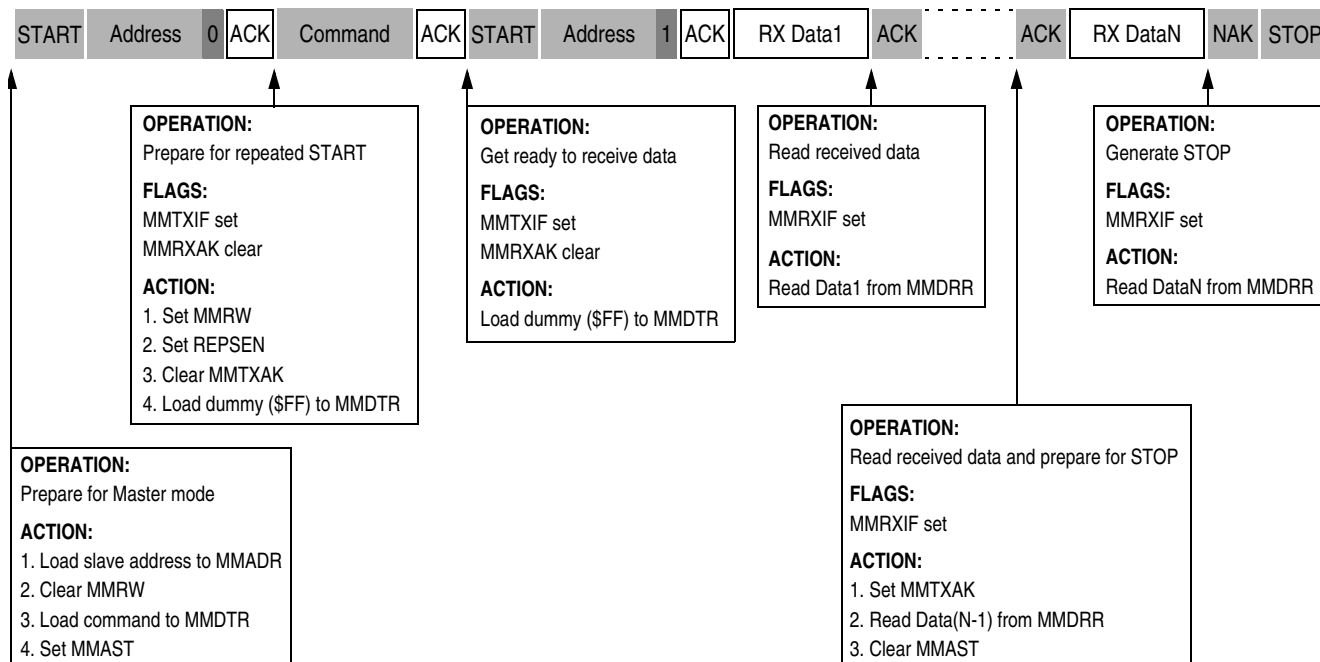 START Address 0 ACK Command ACK START Address 1 ACK RX Data1 ACK ACK RX DataN NAK STOP
OPERATION:
Prepare for repeated START
FLAGS:
MMTXIF set
MMRXAK clear
ACTION:
1. Set MMRW
2. Set REPSEN
3. Clear MMTXAK
4. Load dummy ($FF) to MMDTR
OPERATION:
Get ready to receive data
FLAGS:
MMTXIF set
MMRXAK clear
ACTION:
Load dummy ($FF) to MMDTR
OPERATION:
Read received data
FLAGS:
MMRXIF set
ACTION:
Read Data1 from MMDRR
OPERATION:
Generate STOP
FLAGS:
MMRXIF set
ACTION:
Read DataN from MMDRR
OPERATION:
Prepare for Master mode
ACTION:
1. Load slave address to MMADR
2. Clear MMRW
3. Load command to MMDTR
4. Set MMAST
OPERATION:
Read received data and prepare for STOP
FLAGS:
MMRXIF set
ACTION:
1. Set MMTXAK
2. Read Data(N-1) from MMDRR
3. Clear MMAST